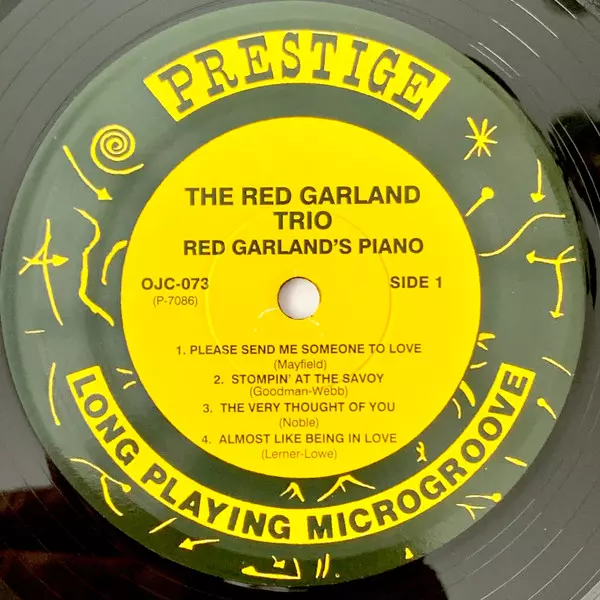 PRESTIGE
THE RED GARLAND
TRIO
RED GARLAND'S PIANO
OJC-073 SIDE 1
(P-7086)
1. PLEASE SEND ME SOMEONE TO LOVE
(Mayfield)
2. STOMPIN' AT THE SAVOY
(Goodman-Webb)
3. THE VERY THOUGHT OF YOU
(Noble)
4. ALMOST LIKE BEING IN LOVE
(Lerner-Lowe)
LONG PLAYING MICROGROOVE